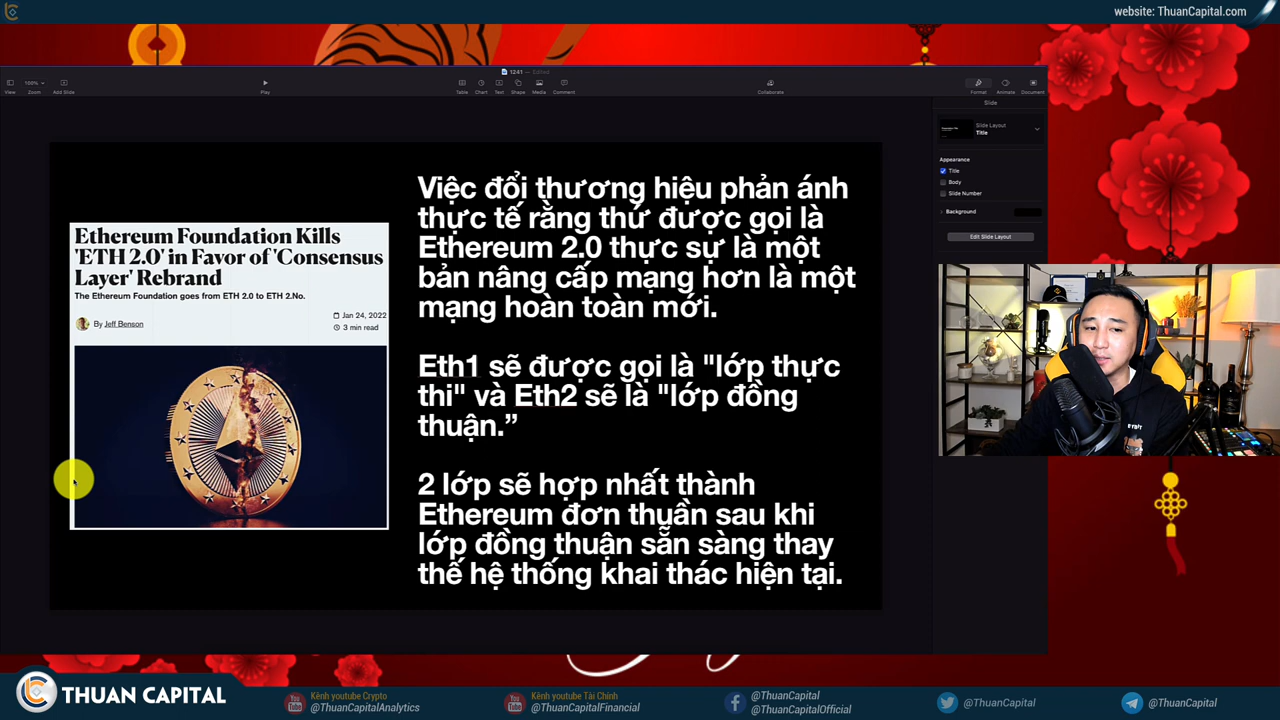 website: ThuanCapital.com
1241 — Edited
100%
View
Zoom
Add Slide
Play
Table
Chart
Text
Shape
Media
Comment
Collaborate
Format
Animate
Document
Slide
Slide Layout
Title
Appearance
Title
Body
Slide Number
Background
Edit Slide Layout
Ethereum Foundation Kills
'ETH 2.0' in Favor of 'Consensus
Layer' Rebrand
The Ethereum Foundation goes from ETH 2.0 to ETH 2.No.
By Jeff Benson
Jan 24, 2022
3 min read
Việc đổi thương hiệu phản ánh
thực tế rằng thứ được gọi là
Ethereum 2.0 thực sự là một
bản nâng cấp mạng hơn là một
mạng hoàn toàn mới.
Eth1 sẽ được gọi là "lớp thực
thi" và Eth2 sẽ là "lớp đồng
thuận.”
2 lớp sẽ hợp nhất thành
Ethereum đơn thuần sau khi
lớp đồng thuận sẵn sàng thay
thế hệ thống khai thác hiện tại.
THUAN CAPITAL
Kênh youtube Crypto
@ThuanCapitalAnalytics
Kênh youtube Tài Chính
@ThuanCapitalFinancial
@ThuanCapital
@ThuanCapitalOfficial
@ThuanCapital
@ThuanCapital